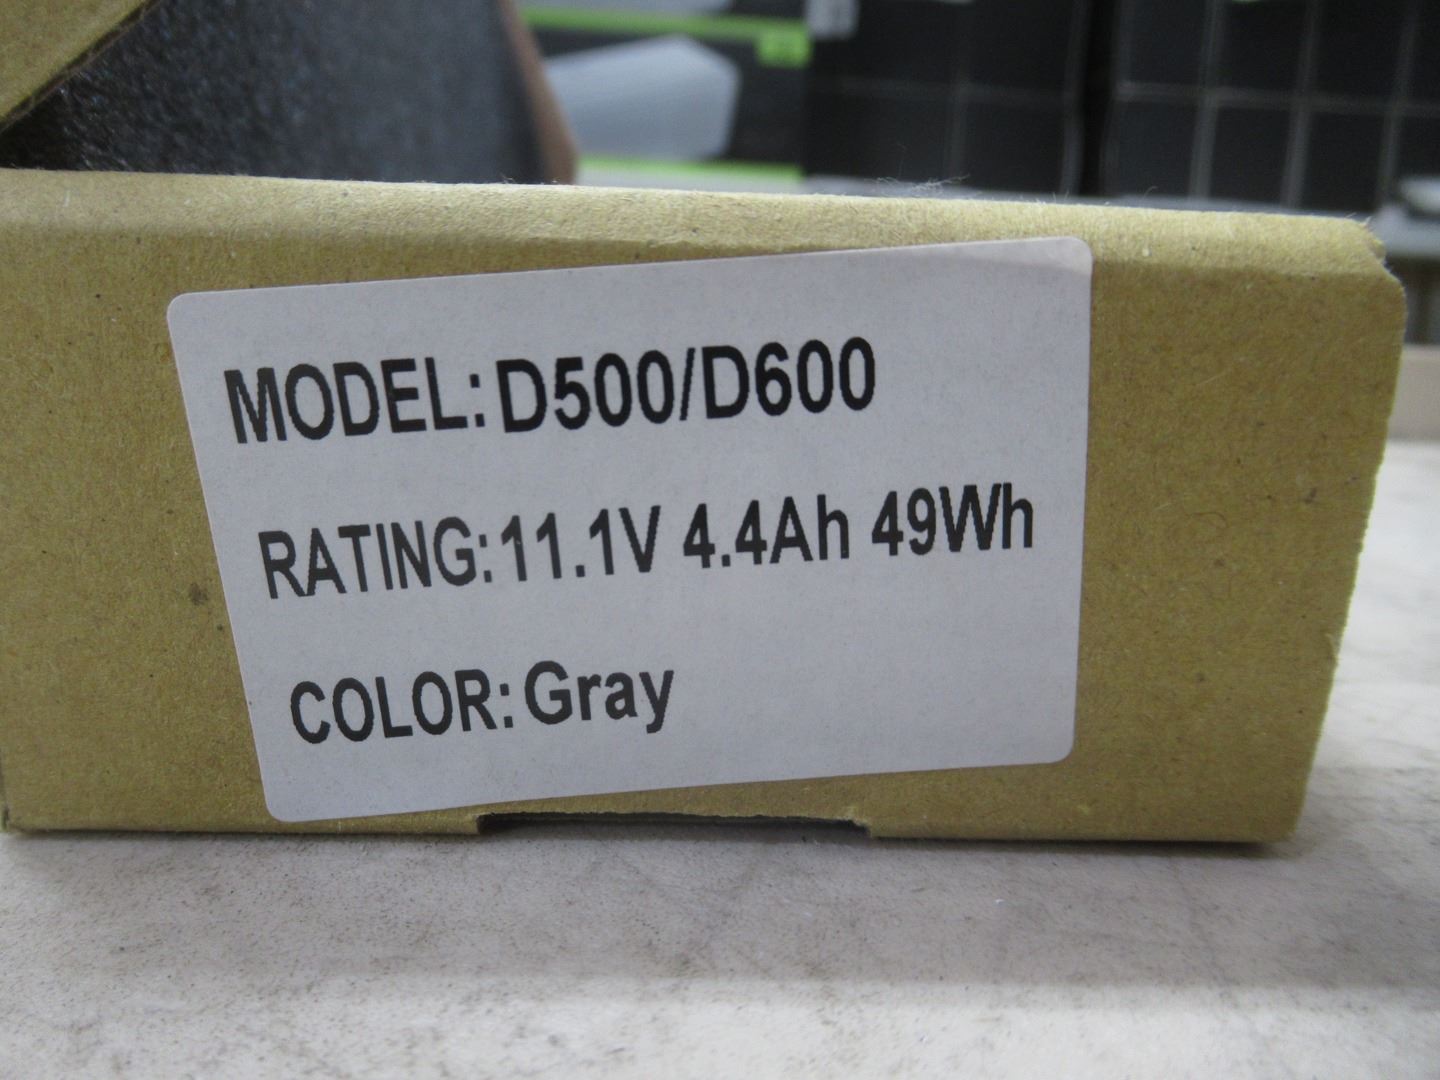 MODEL: D500/D600
RATING: 11.1V 4.4Ah 49Wh
COLOR: Gray